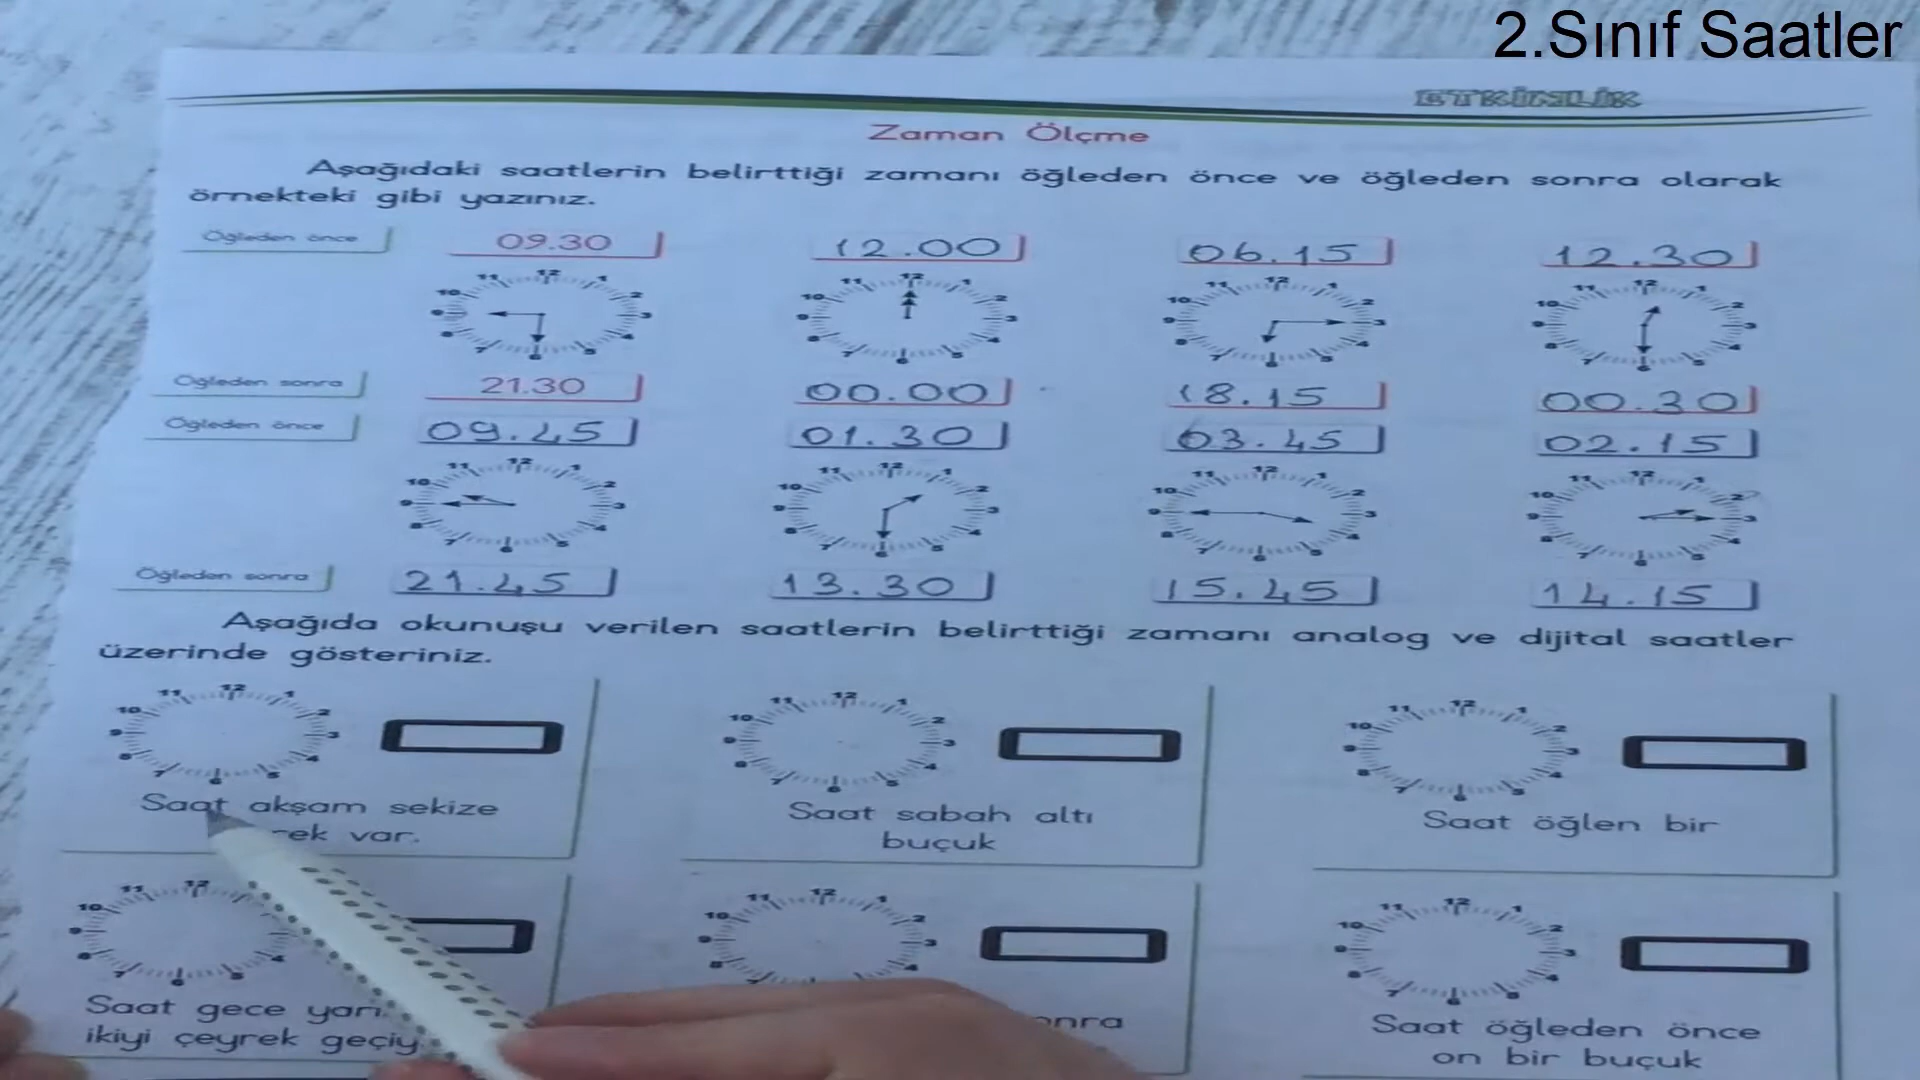 2.Sınıf Saatler
ETKİNLİK
Zaman Ölçme
Aşağıdaki saatlerin belirttiği zamanı öğleden önce ve öğleden sonra olarak
örnekteki gibi yazınız.
Öğleden önce 09.30 12.00 06.15 12.30
Öğleden sonra 21.30 00.00 18.15 00.30
Öğleden önce 09.45 01.30 03.45 02.15
Öğleden sonra 21.45 13.30 15.45 14.15
Aşağıda okunuşu verilen saatlerin belirttiği zamanı analog ve dijital saatler
üzerinde gösteriniz.
Saat akşam sekize
var.
Saat sabah altı
buçuk
Saat öğlen bir
Saat gece
ikiyi çeyrek
Saat öğleden önce
on bir buçuk